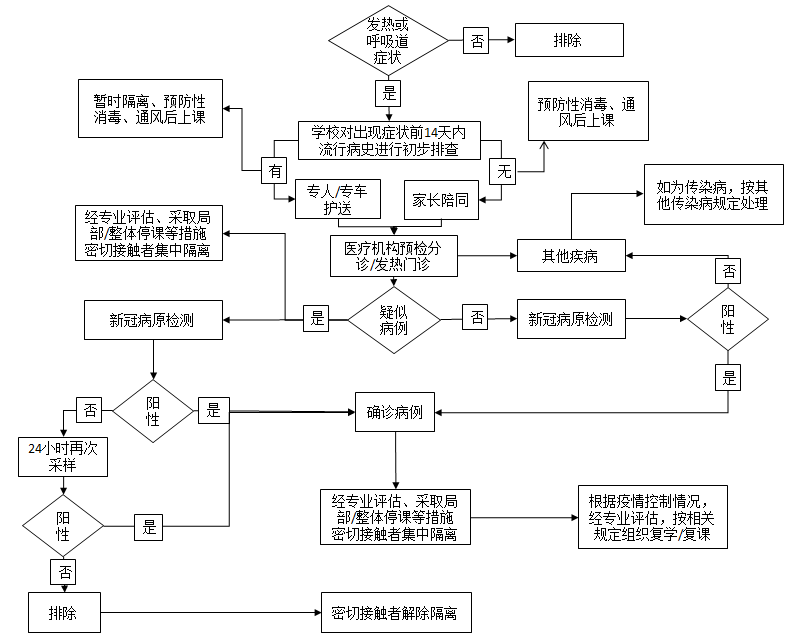 发热或
呼吸道
症状
否
排除
是
暂时隔离、预防性
消毒、通风后上课
预防性消毒、通
风后上课
学校对出现症状前14天内
流行病史进行初步排查
有
无
专人/专车
护送
家长陪同
如为传染病，按其
他传染病规定处理
经专业评估、采取局
部/整体停课等措施
密切接触者集中隔离
医疗机构预检分
诊/发热门诊
其他疾病
否
新冠病原检测
是
疑似
病例
否
新冠病原检测
阳
性
是
阳
性
否
是
确诊病例
24小时再次
采样
经专业评估、采取局
部/整体停课等措施
密切接触者集中隔离
根据疫情控制情况，
经专业评估，按相关
规定组织复学/复课
阳
性
是
否
排除
密切接触者解除隔离